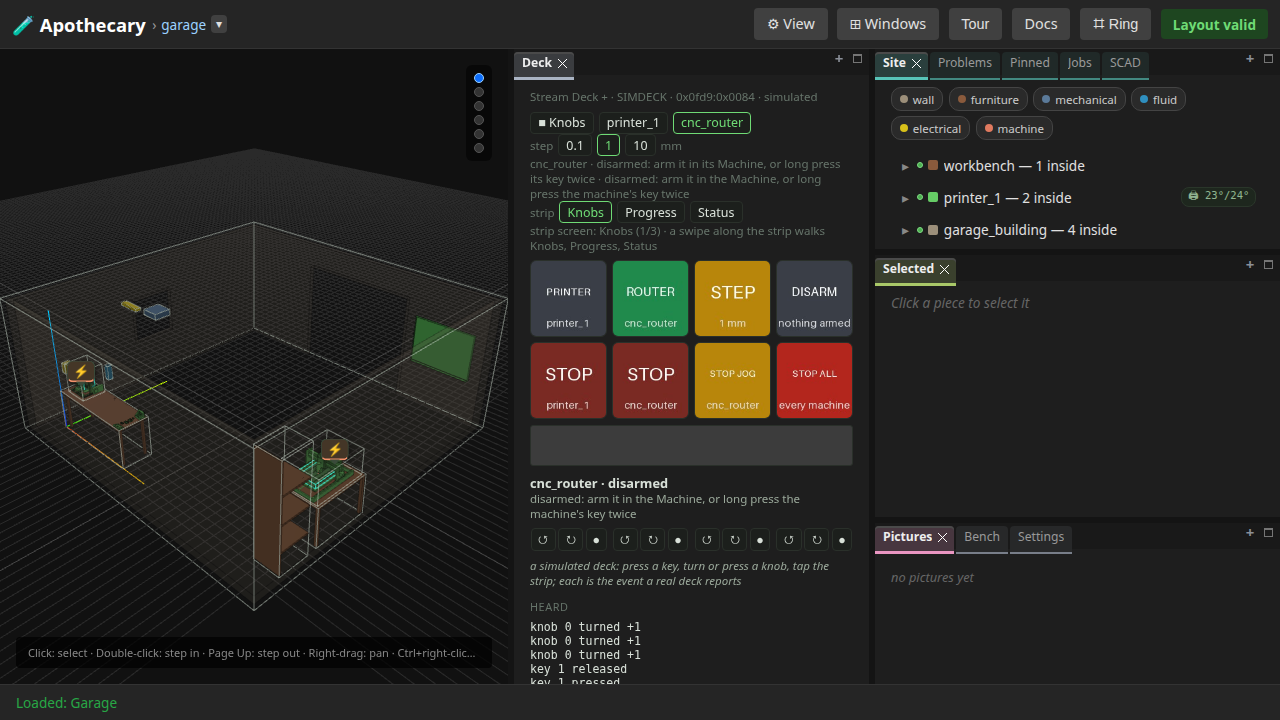 Apothecary › garage ▾
⚙ View
⊞ Windows
Tour
Docs
⌗ Ring
Layout valid
Click: select · Double-click: step in · Page Up: step out · Right-drag: pan · Ctrl+right-clic…
Deck
Stream Deck + · SIMDECK · 0x0fd9:0x0084 · simulated
■ Knobs printer_1 cnc_router
step 0.1 1 10 mm
cnc_router · disarmed: arm it in its Machine, or long press
its key twice · disarmed: arm it in the Machine, or long
press the machine's key twice
strip Knobs Progress Status
strip screen: Knobs (1/3) · a swipe along the strip walks
Knobs, Progress, Status
PRINTER ROUTER STEP DISARM
printer_1 cnc_router 1 mm nothing armed
STOP STOP STOP JOG STOP ALL
printer_1 cnc_router cnc_router every machine
cnc_router · disarmed
disarmed: arm it in the Machine, or long press the
machine's key twice
↺ ↻ ● ↺ ↻ ● ↺ ↻ ● ↺ ↻ ●
a simulated deck: press a key, turn or press a knob, tap the
strip; each is the event a real deck reports
HEARD
knob 0 turned +1
knob 0 turned +1
knob 0 turned +1
key 1 released
key 1 pressed
Site Problems Pinned Jobs SCAD
wall furniture mechanical fluid
electrical machine
▸ workbench — 1 inside
▸ printer_1 — 2 inside 23°/24°
▸ garage_building — 4 inside
Selected
Click a piece to select it
Pictures Bench Settings
no pictures yet
Loaded: Garage